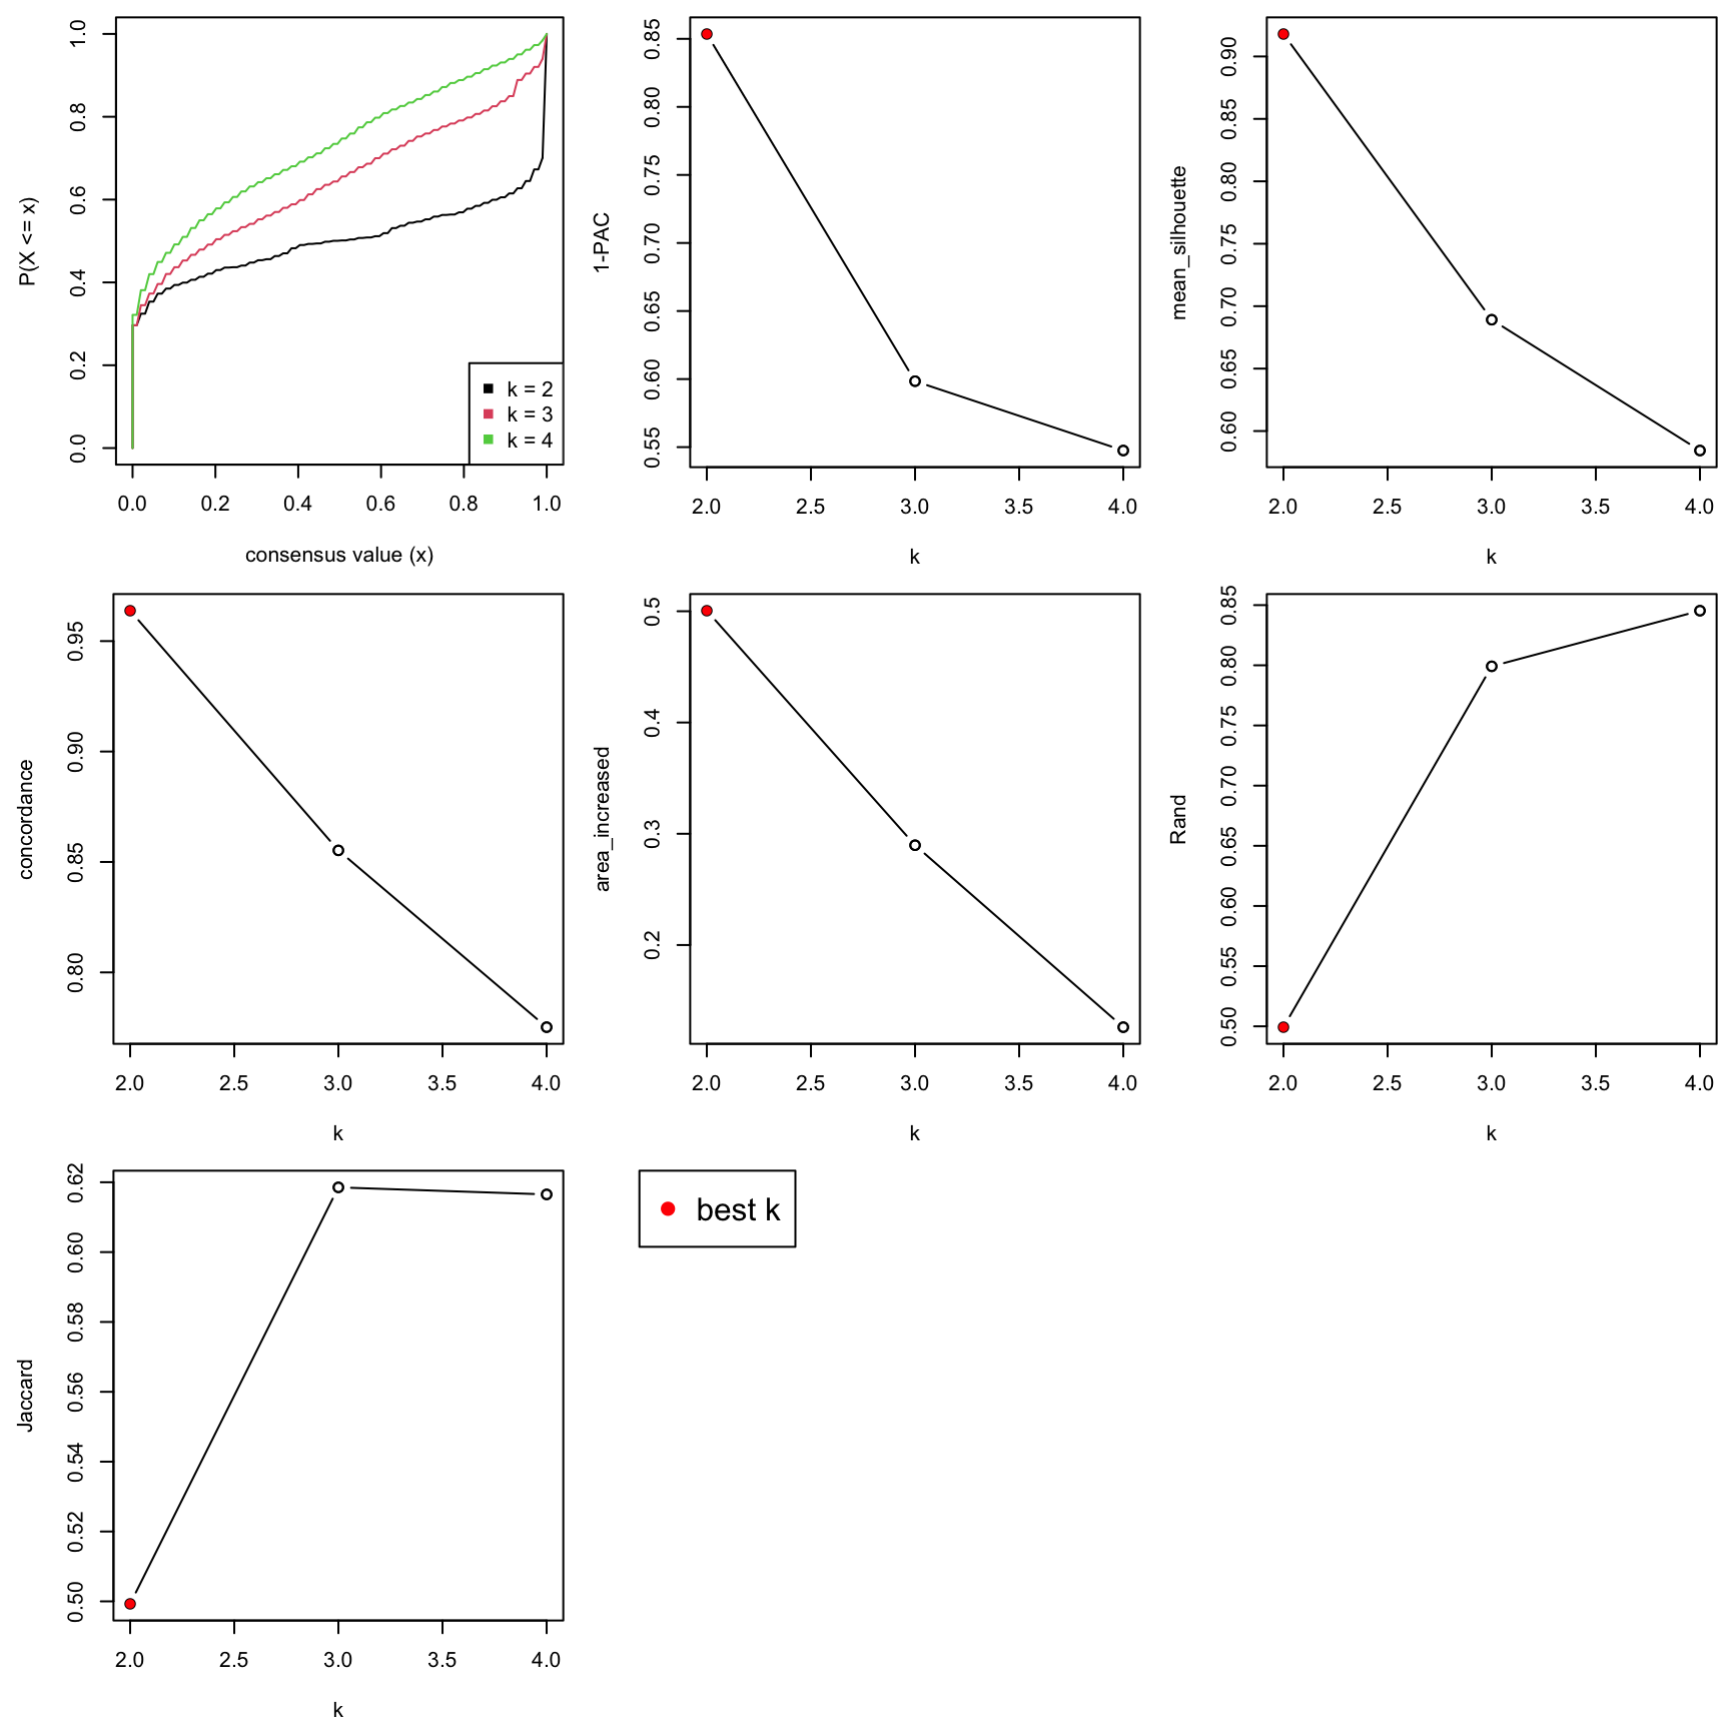 P(X <= x)
1.0
0.8
0.6
0.4
0.2
0.0
k = 2
k = 3
k = 4
0.0 0.2 0.4 0.6 0.8 1.0
consensus value (x)
1-PAC
0.85
0.80
0.75
0.70
0.65
0.60
0.55
2.0 2.5 3.0 3.5 4.0
k
mean_silhouette
0.90
0.85
0.80
0.75
0.70
0.65
0.60
2.0 2.5 3.0 3.5 4.0
k
concordance
0.95
0.90
0.85
0.80
2.0 2.5 3.0 3.5 4.0
k
area_increased
0.5
0.4
0.3
0.2
2.0 2.5 3.0 3.5 4.0
k
Rand
0.85
0.80
0.75
0.70
0.65
0.60
0.55
0.50
2.0 2.5 3.0 3.5 4.0
k
Jaccard
0.62
0.60
0.58
0.56
0.54
0.52
0.50
2.0 2.5 3.0 3.5 4.0
k
best k